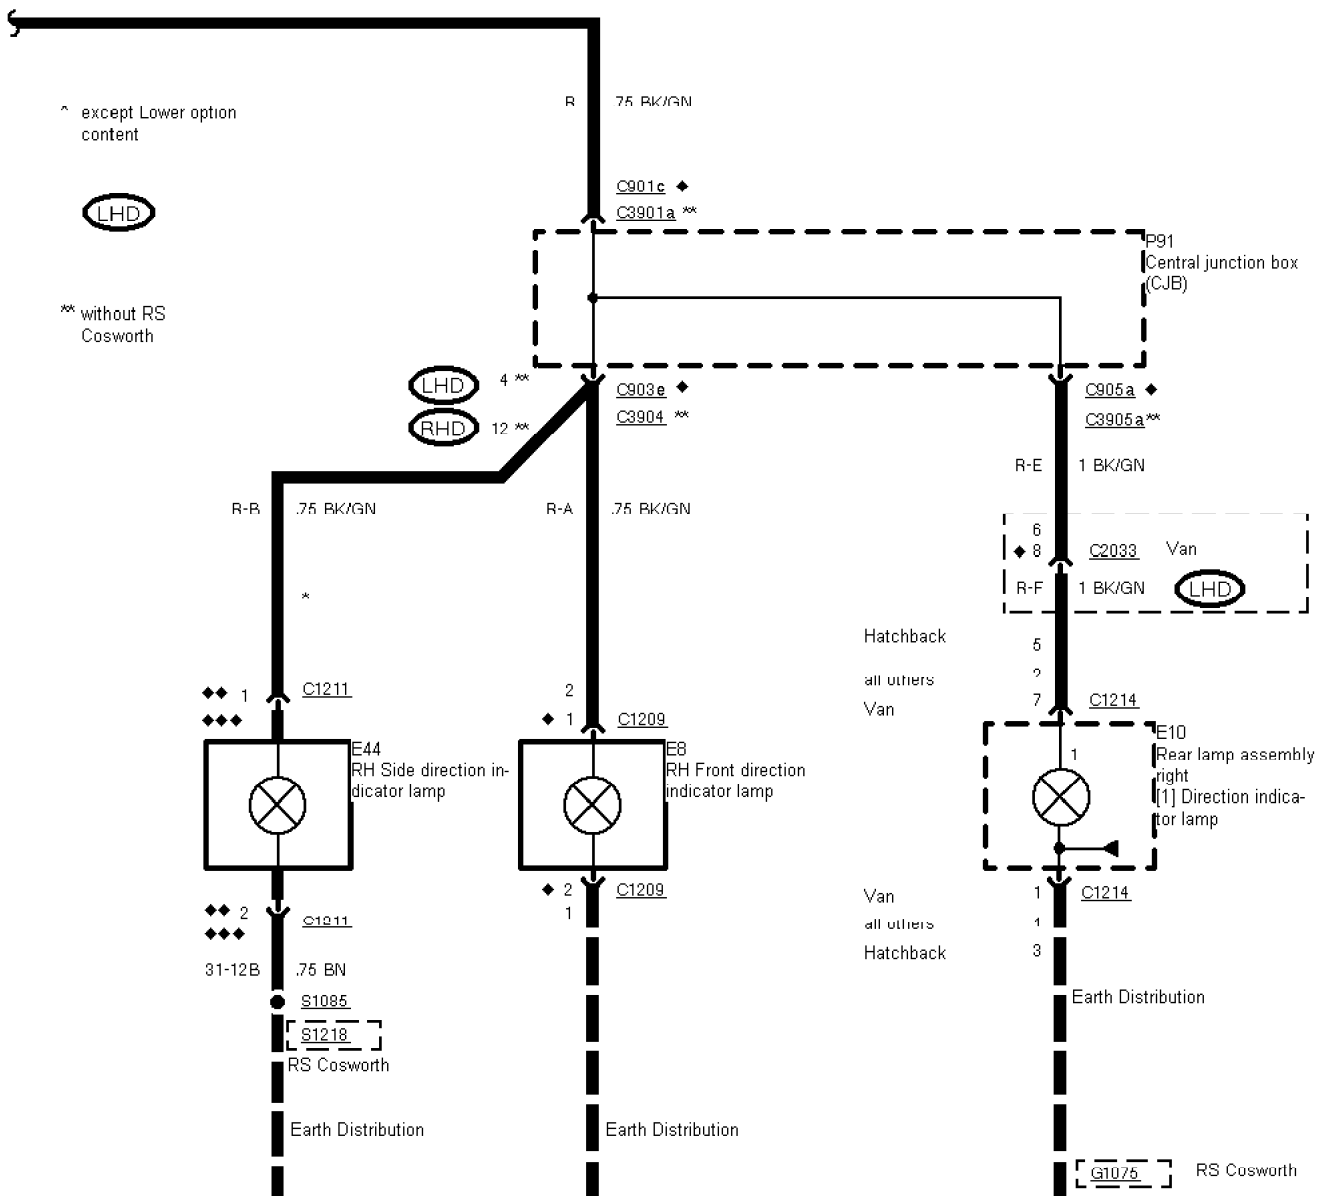 * except Lower option
content
LHD
** without RS
Cosworth
R .75 BK/GN
C901c ◆
C3901a **
P91
Central junction box
(CJB)
LHD 4 **
RHD 12 **
C903e ◆
C3904 **
C905a ◆
C3905a**
R-E 1 BK/GN
R-B .75 BK/GN
R-A .75 BK/GN
6
◆ 8 C2033 Van
R-F 1 BK/GN LHD
*
Hatchback 5
all others 2
Van 7 C1214
◆◆ 1 C1211
◆◆◆
2
◆ 1 C1209
E44
RH Side direction in-
dicator lamp
E8
RH Front direction
indicator lamp
E10
Rear lamp assembly
right
[1] Direction indica-
tor lamp
1
◆◆ 2 C1211
◆◆◆
◆ 2 C1209
1
Van 1 C1214
all others 4
Hatchback 3
31-12B .75 BN
S1085
S1218
RS Cosworth
Earth Distribution
Earth Distribution
Earth Distribution
G1075 RS Cosworth